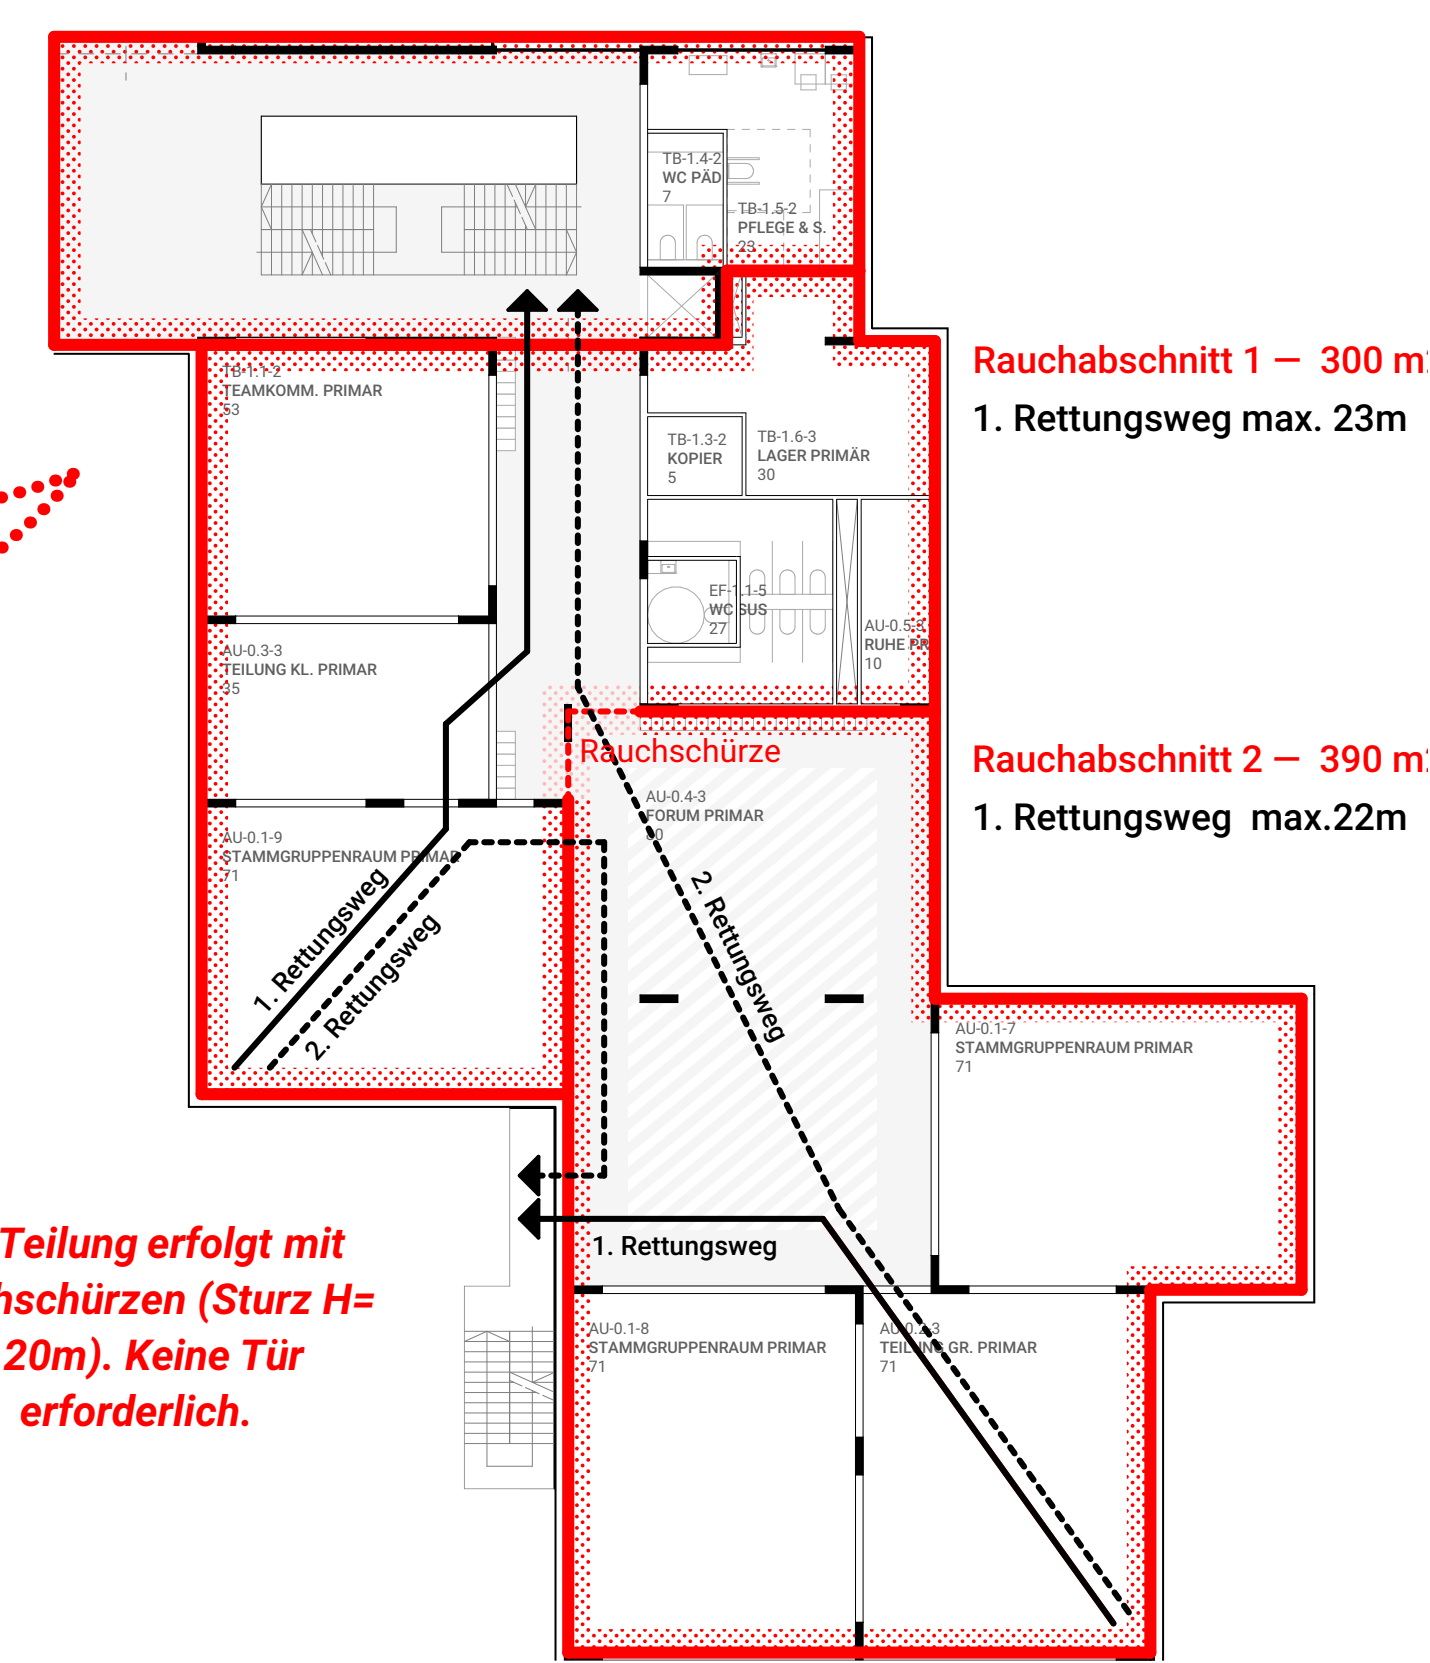 TB-1.4-2
WC PÄD
7
TB-1.5-2
PFLEGE & S.
23
TB-1.1-2
TEAMKOMM. PRIMAR
53
Rauchabschnitt 1 — 300 m
1. Rettungsweg max. 23m
TB-1.3-2
KOPIER
5
TB-1.6-3
LAGER PRIMÄR
30
EF-1.1-5
WC SUS
27
AU-0.5-3
RUHE PR
10
AU-0.3-3
TEILUNG KL. PRIMAR
35
Rauchschürze
Rauchabschnitt 2 — 390 m
1. Rettungsweg max.22m
AU-0.4-3
FORUM PRIMAR
80
AU-0.1-9
STAMMGRUPPENRAUM PRIMAR
71
1. Rettungsweg
2. Rettungsweg
2. Rettungsweg
AU-0.1-7
STAMMGRUPPENRAUM PRIMAR
71
1. Rettungsweg
Teilung erfolgt mit
hschürzen (Sturz H=
20m). Keine Tür
erforderlich.
AU-0.1-8
STAMMGRUPPENRAUM PRIMAR
71
AU-0.2-3
TEILUNG GR. PRIMAR
71